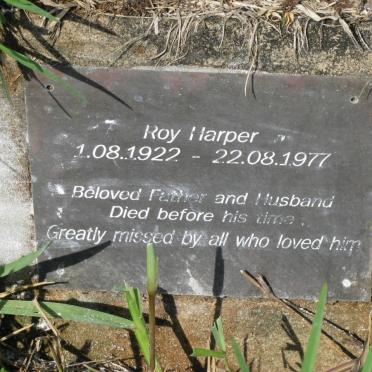 Roy Harper
1.08.1922 - 22.08.1977
Beloved Father and Husband
Died before his time
Greatly missed by all who loved him